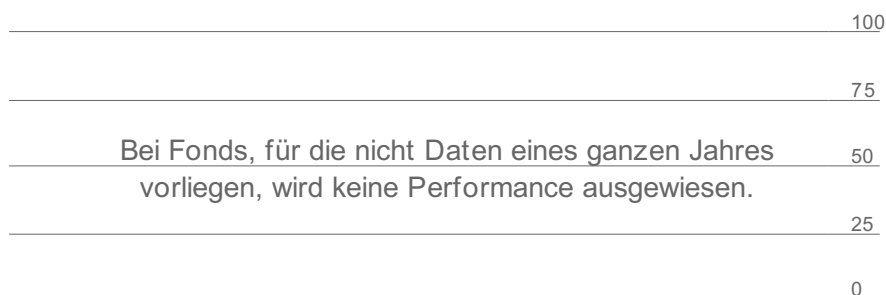 100
75
Bei Fonds, für die nicht Daten eines ganzen Jahres
50
vorliegen, wird keine Performance ausgewiesen.
25
0